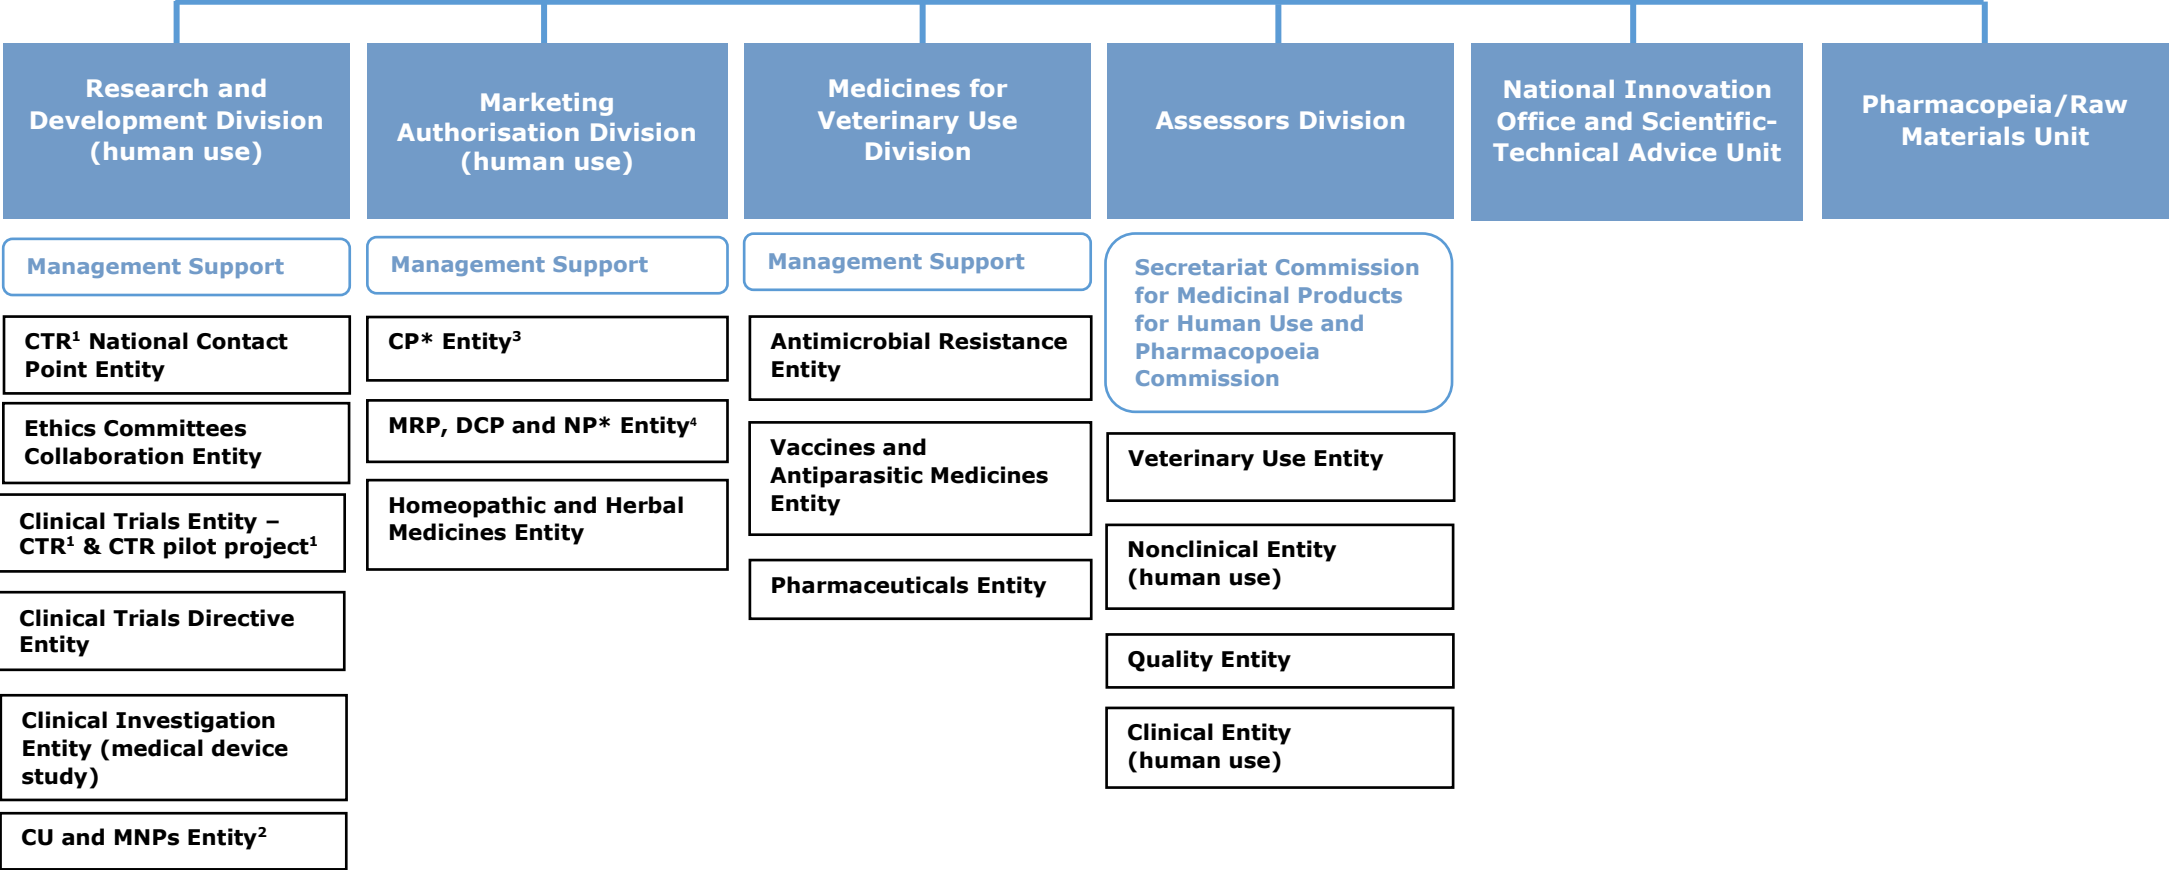 Research and
Development Division
(human use)
Marketing
Authorisation Division
(human use)
Medicines for
Veterinary Use
Division
Assessors Division
National Innovation
Office and Scientific-
Technical Advice Unit
Pharmacopeia/Raw
Materials Unit
Management Support
CTR¹ National Contact
Point Entity
Ethics Committees
Collaboration Entity
Clinical Trials Entity –
CTR¹ & CTR pilot project¹
Clinical Trials Directive
Entity
Clinical Investigation
Entity (medical device
study)
CU and MNPs Entity²
Management Support
CP* Entity³
MRP, DCP and NP* Entity⁴
Homeopathic and Herbal
Medicines Entity
Management Support
Antimicrobial Resistance
Entity
Vaccines and
Antiparasitic Medicines
Entity
Pharmaceuticals Entity
Secretariat Commission
for Medicinal Products
for Human Use and
Pharmacopoeia
Commission
Veterinary Use Entity
Nonclinical Entity
(human use)
Quality Entity
Clinical Entity
(human use)